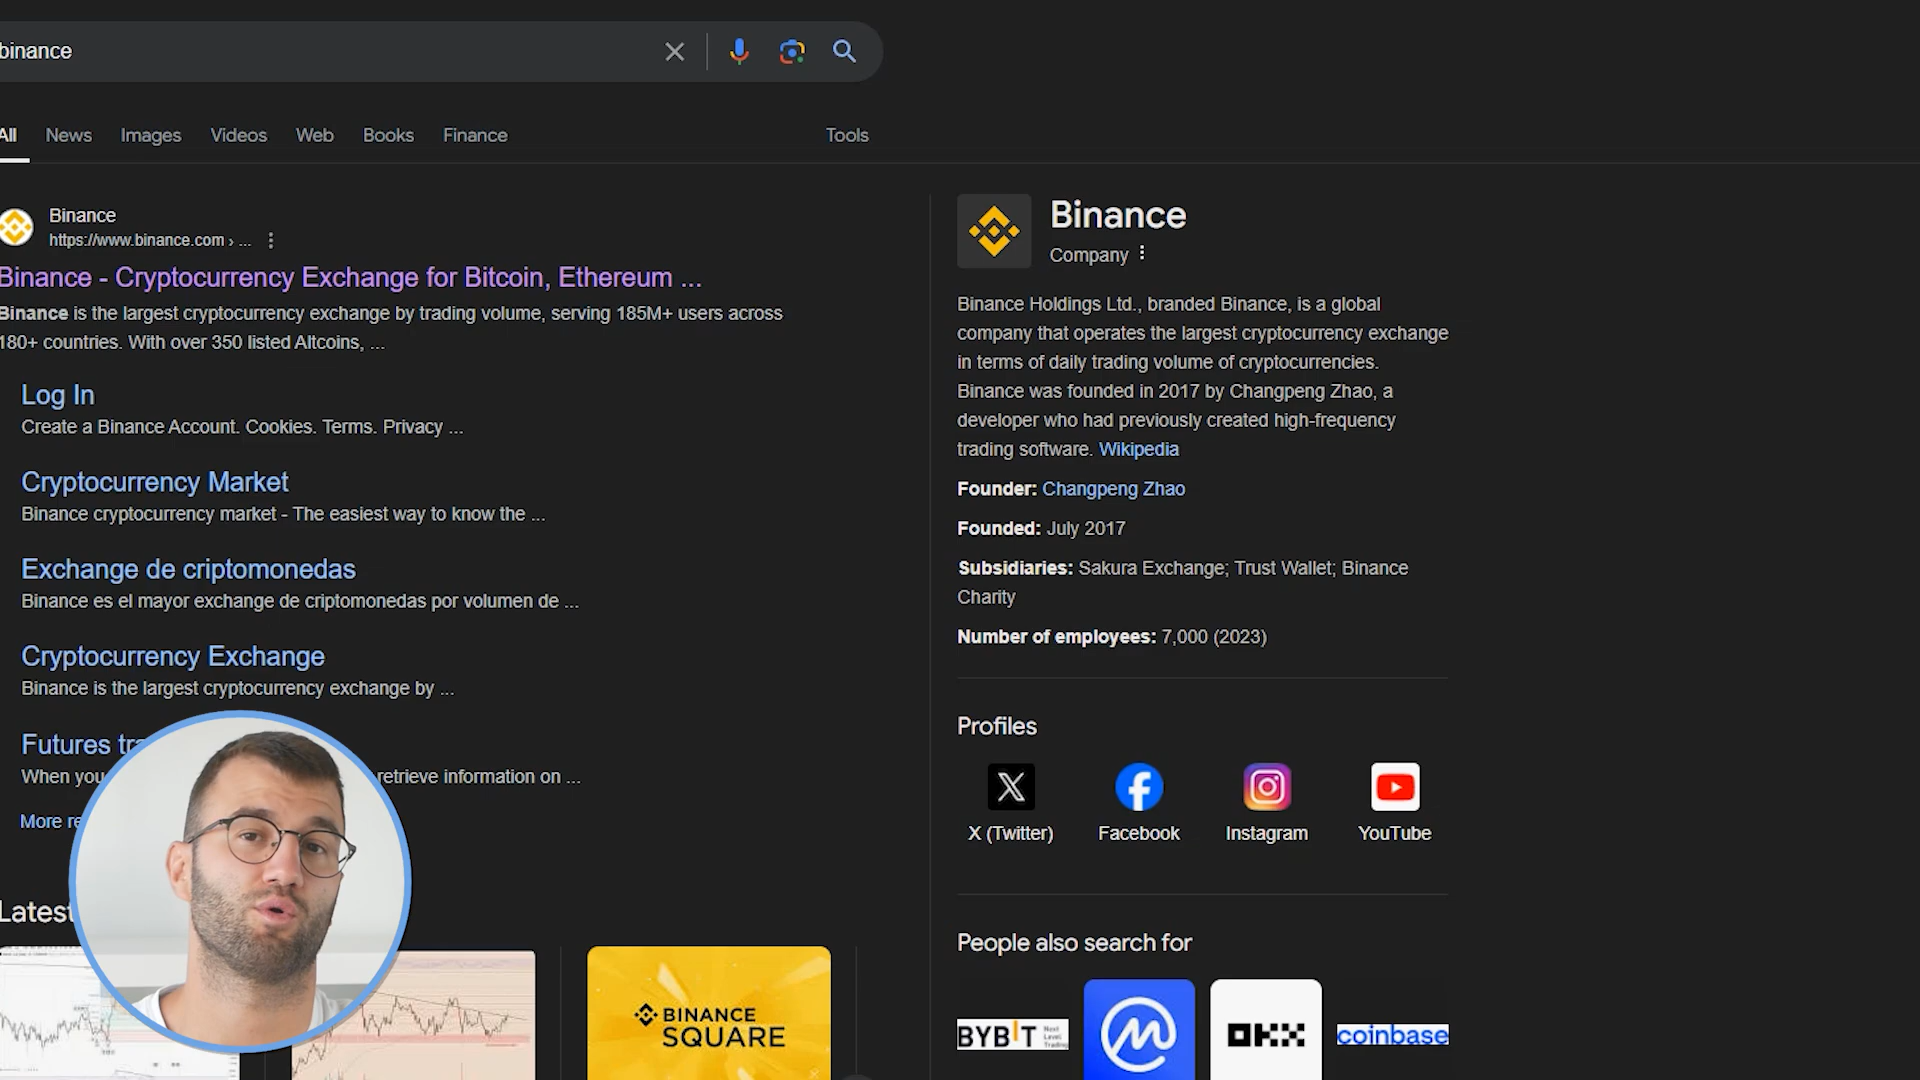 binance
All News Images Videos Web Books Finance Tools
Binance
https://www.binance.com › ...
Binance - Cryptocurrency Exchange for Bitcoin, Ethereum ...
Binance is the largest cryptocurrency exchange by trading volume, serving 185M+ users across
180+ countries. With over 350 listed Altcoins, ...
Log In
Create a Binance Account. Cookies. Terms. Privacy ...
Cryptocurrency Market
Binance cryptocurrency market - The easiest way to know the ...
Exchange de criptomonedas
Binance es el mayor exchange de criptomonedas por volumen de ...
Cryptocurrency Exchange
Binance is the largest cryptocurrency exchange by ...
Futures
When you retrieve information on ...
More
Latest
BINANCE
SQUARE
Binance
Company
Binance Holdings Ltd., branded Binance, is a global
company that operates the largest cryptocurrency exchange
in terms of daily trading volume of cryptocurrencies.
Binance was founded in 2017 by Changpeng Zhao, a
developer who had previously created high-frequency
trading software. Wikipedia
Founder: Changpeng Zhao
Founded: July 2017
Subsidiaries: Sakura Exchange; Trust Wallet; Binance
Charity
Number of employees: 7,000 (2023)
Profiles
X (Twitter) Facebook Instagram YouTube
People also search for
BYBIT Next Level Trading
OKX
coinbase